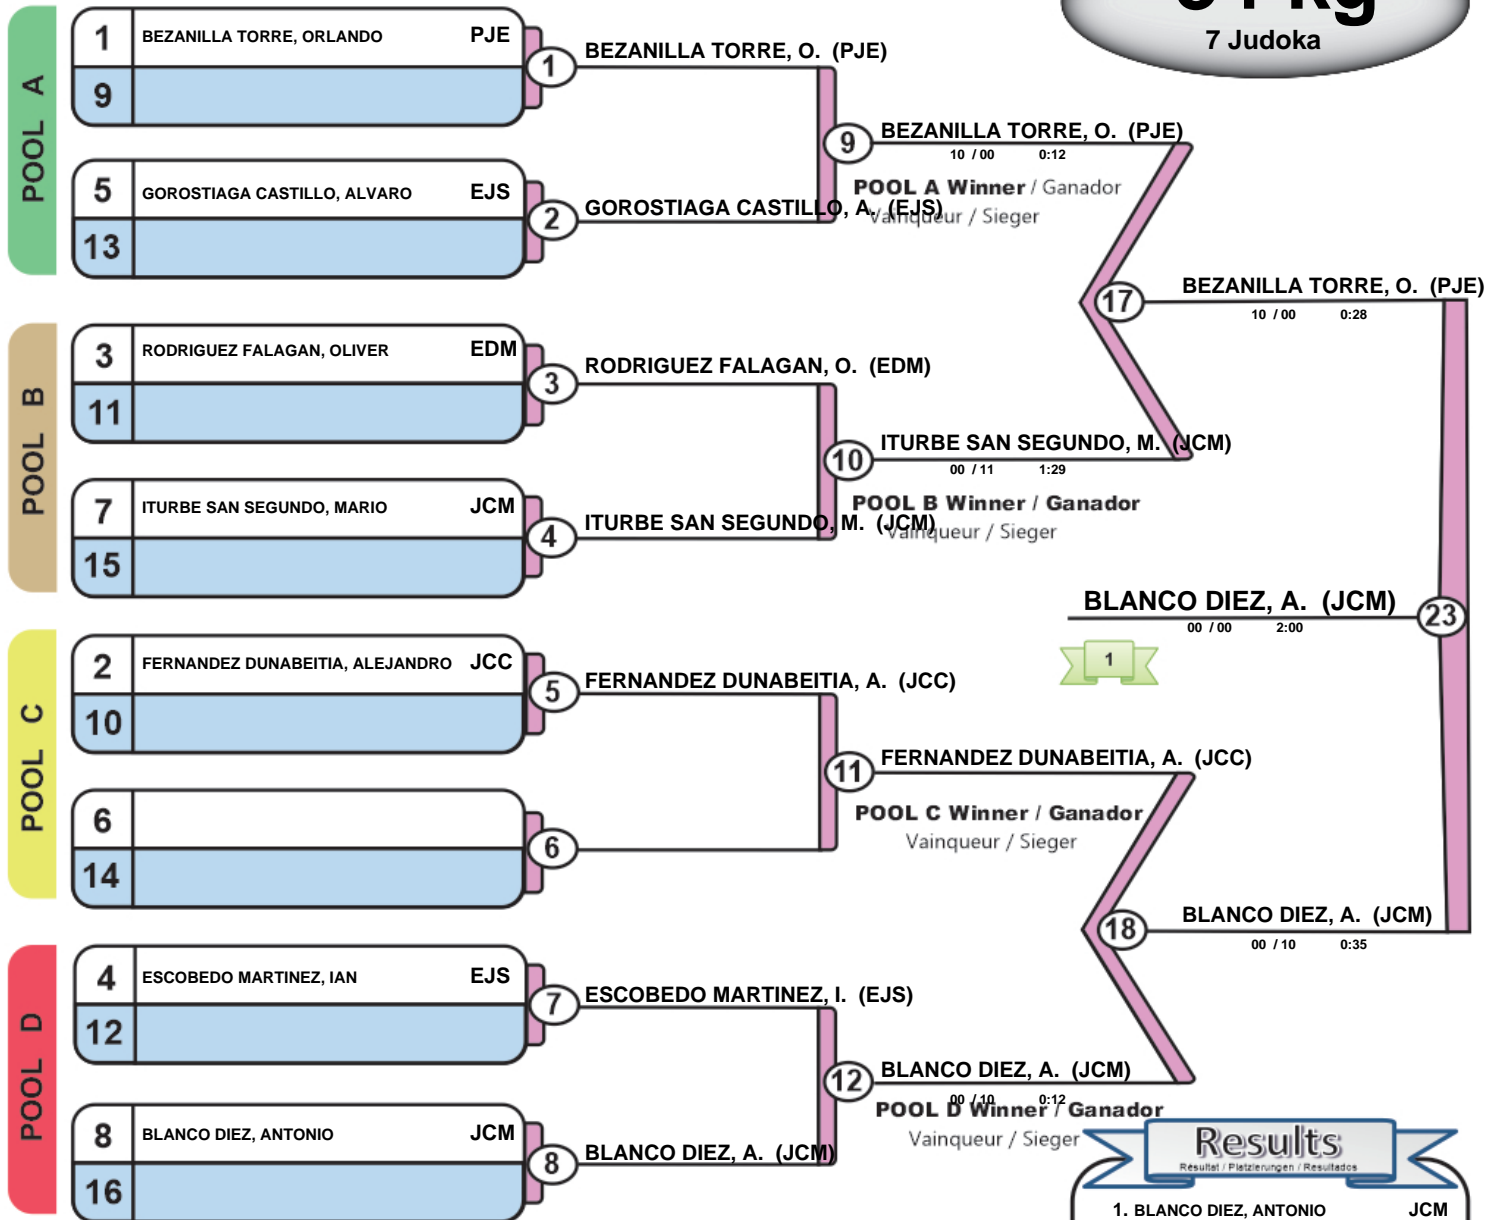 7 Judoka
POOL A
1 BEZANILLA TORRE, ORLANDO PJE
9
5 GOROSTIAGA CASTILLO, ALVARO EJS
13
1 BEZANILLA TORRE, O. (PJE)
2 GOROSTIAGA CASTILLO, A. (EJS)
9 BEZANILLA TORRE, O. (PJE)
10 / 00 0:12
POOL A Winner / Ganador
Vainqueur / Sieger
POOL B
3 RODRIGUEZ FALAGAN, OLIVER EDM
11
7 ITURBE SAN SEGUNDO, MARIO JCM
15
3 RODRIGUEZ FALAGAN, O. (EDM)
4 ITURBE SAN SEGUNDO, M. (JCM)
10 ITURBE SAN SEGUNDO, M. (JCM)
00 / 11 1:29
POOL B Winner / Ganador
Vainqueur / Sieger
17 BEZANILLA TORRE, O. (PJE)
10 / 00 0:28
POOL C
2 FERNANDEZ DUNABEITIA, ALEJANDRO JCC
10
6
14
5 FERNANDEZ DUNABEITIA, A. (JCC)
6
11 FERNANDEZ DUNABEITIA, A. (JCC)
POOL C Winner / Ganador
Vainqueur / Sieger
POOL D
4 ESCOBEDO MARTINEZ, IAN EJS
12
8 BLANCO DIEZ, ANTONIO JCM
16
7 ESCOBEDO MARTINEZ, I. (EJS)
8 BLANCO DIEZ, A. (JCM)
12 BLANCO DIEZ, A. (JCM)
00 / 10 0:12
POOL D Winner / Ganador
Vainqueur / Sieger
18 BLANCO DIEZ, A. (JCM)
00 / 10 0:35
BLANCO DIEZ, A. (JCM) 23
00 / 00 2:00
1
Results
Résultat / Platzierungen / Resultados
1. BLANCO DIEZ, ANTONIO JCM